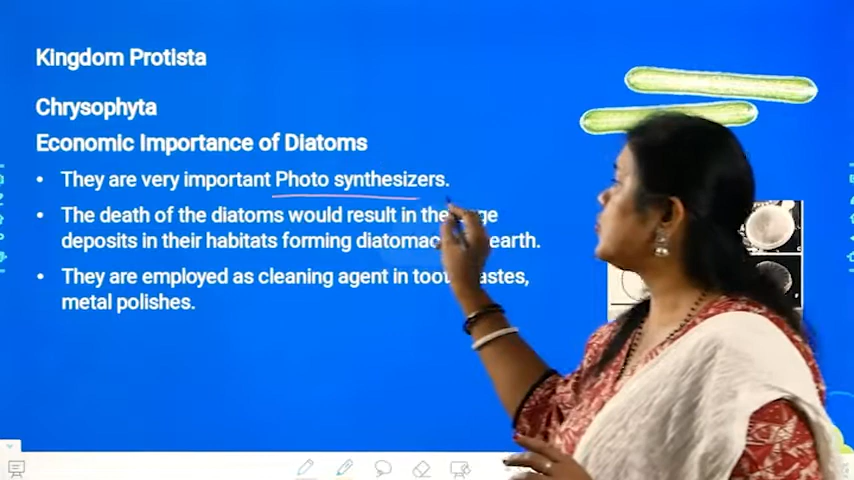 Kingdom Protista
Chrysophyta
Economic Importance of Diatoms
• They are very important Photo synthesizers.
• The death of the diatoms would result in the
deposits in their habitats forming earth.
• They are employed as cleaning agent in
metal polishes.